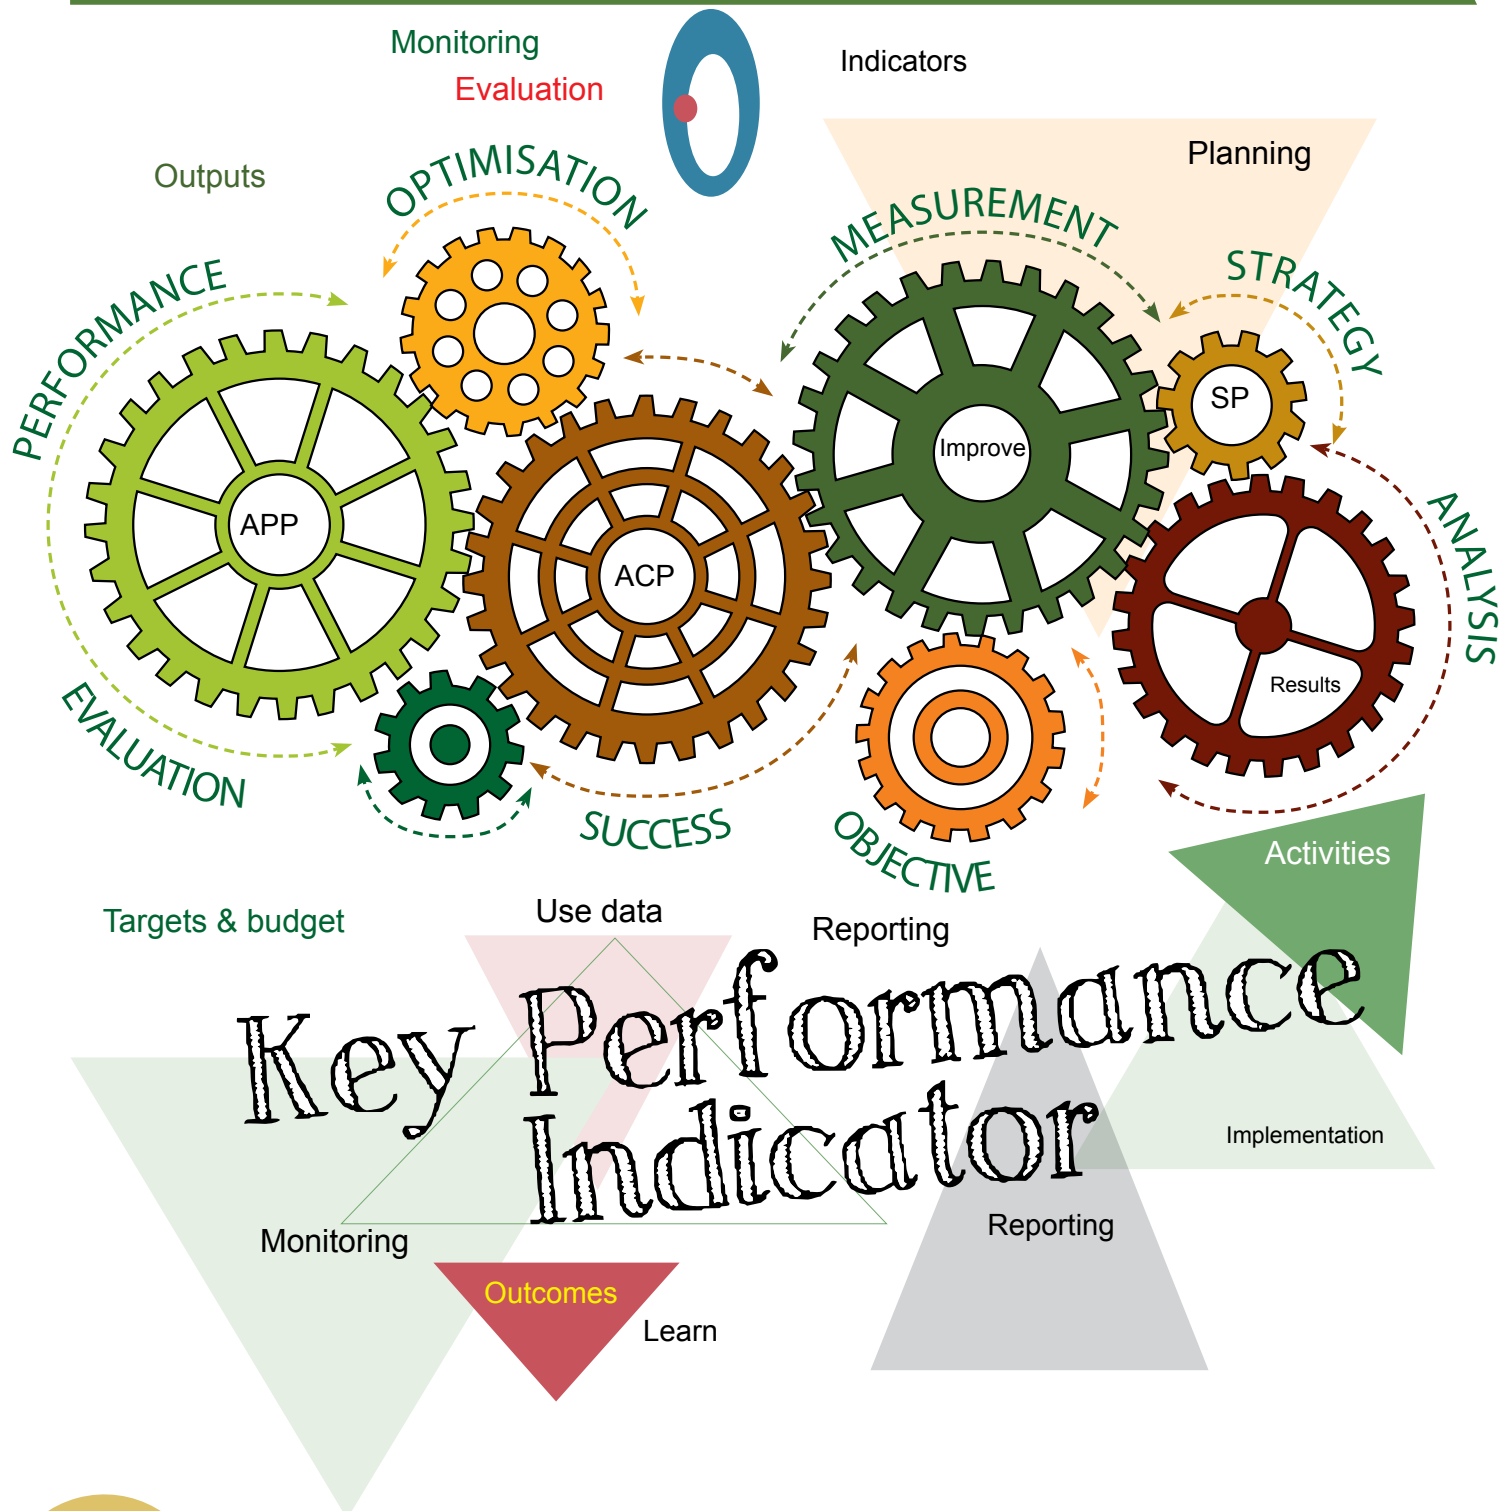 Monitoring
Evaluation
Indicators
Planning
Outputs
OPTIMISATION
MEASUREMENT
STRATEGY
PERFORMANCE
SP
Improve
APP
ACP
ANALYSIS
Results
EVALUATION
SUCCESS
OBJECTIVE
Activities
Targets & budget
Use data
Reporting
Key Performance
Indicator
Implementation
Monitoring
Reporting
Outcomes
Learn